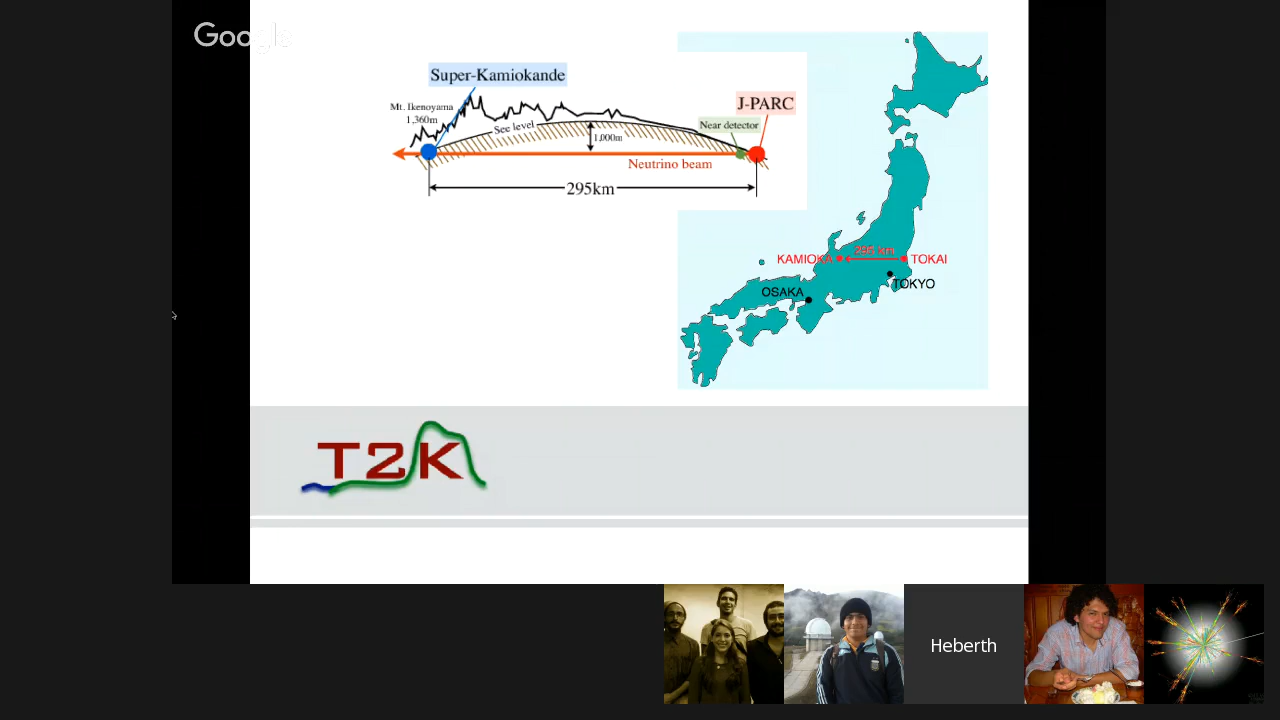 Google
Super-Kamiokande
Mt. Ikenoyama
1,360m
See level
1,000m
J-PARC
Near detector
Neutrino beam
295km
295 km
KAMIOKA
TOKAI
TOKYO
OSAKA
T2K
Heberth